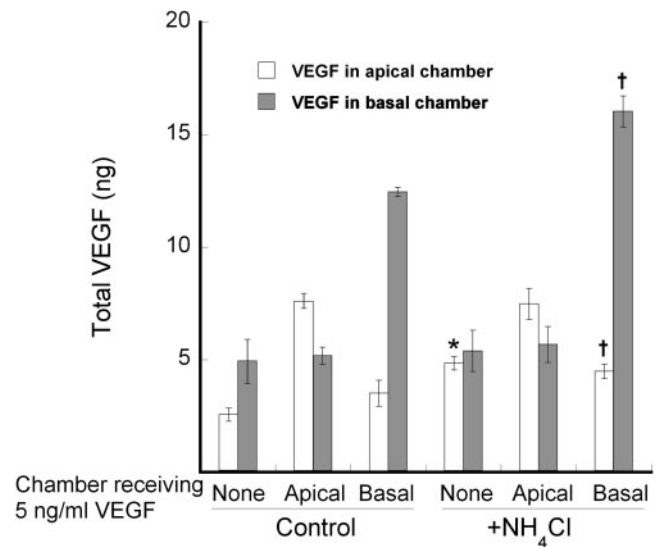 20
15
10
5
Total VEGF (ng)
VEGF in apical chamber
VEGF in basal chamber
†
*
†
Chamber receiving
5 ng/ml VEGF
None Apical Basal None Apical Basal
Control +NH₄Cl